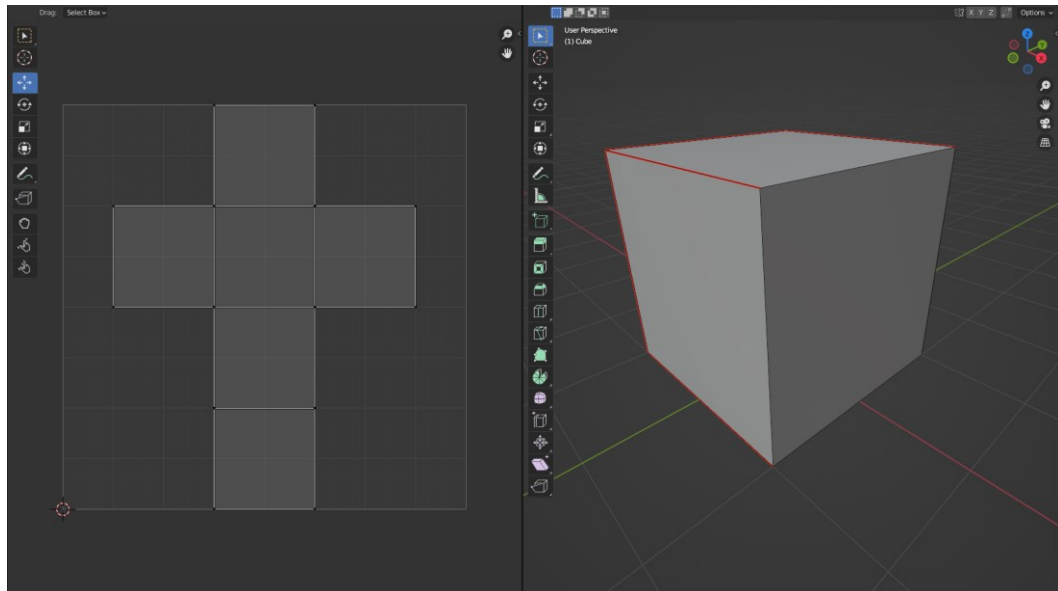 Drag: Select Box
X Y Z Options
User Perspective
(1) Cube
Z
Y
X